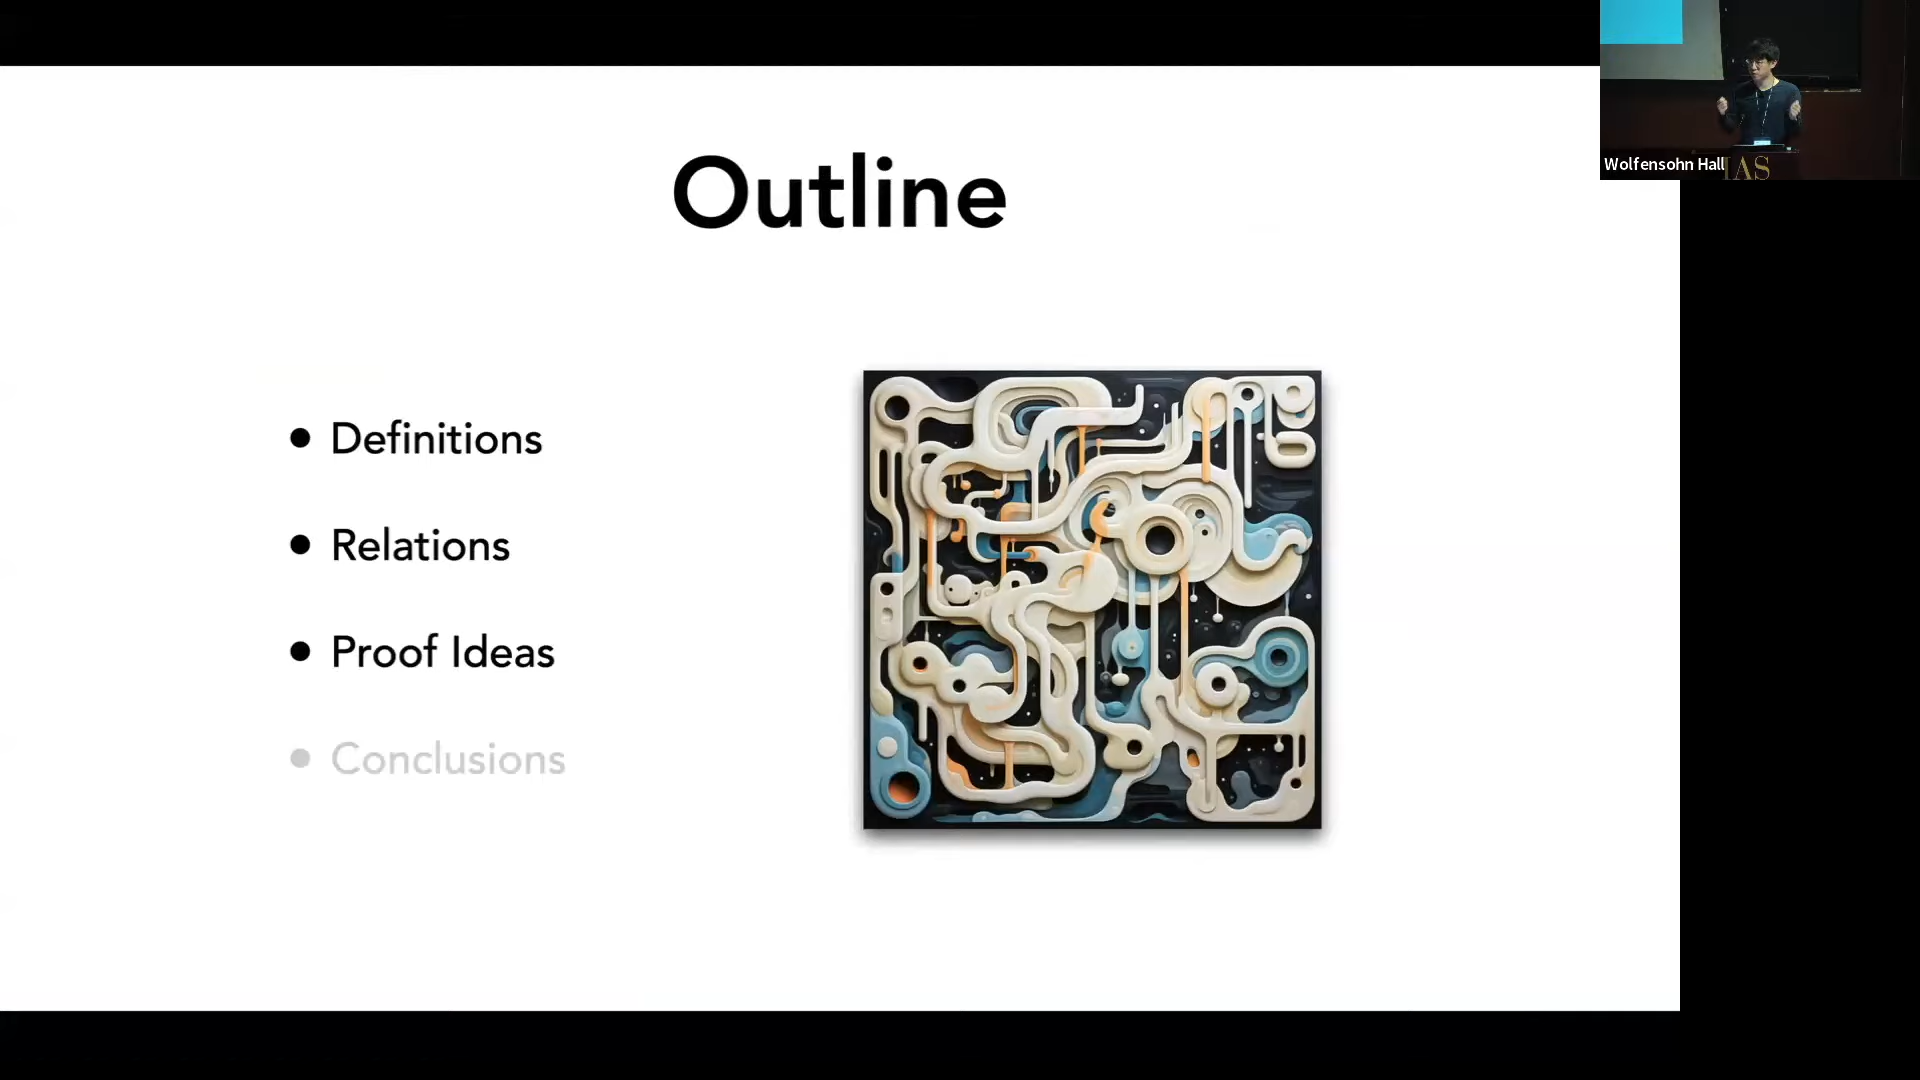 Outline
• Definitions
• Relations
• Proof Ideas
• Conclusions
Wolfensohn Hall
IAS